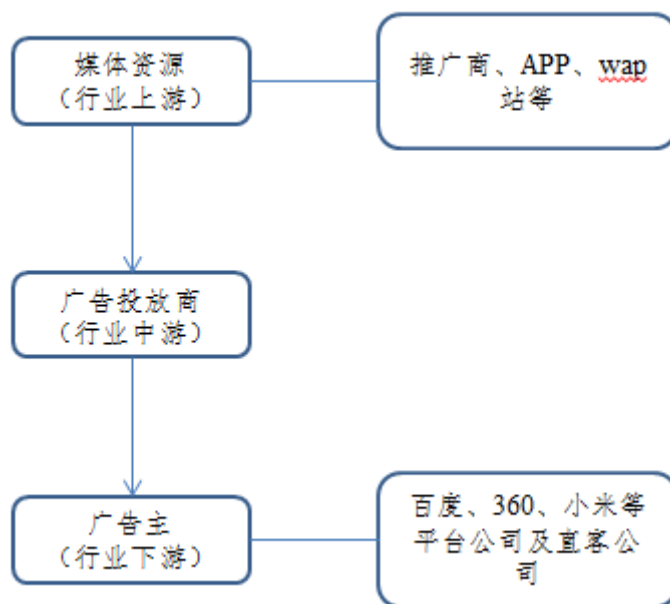 媒体资源
（行业上游）
推广商、APP、wap
站等
广告投放商
（行业中游）
广告主
（行业下游）
百度、360、小米等
平台公司及直客公
司